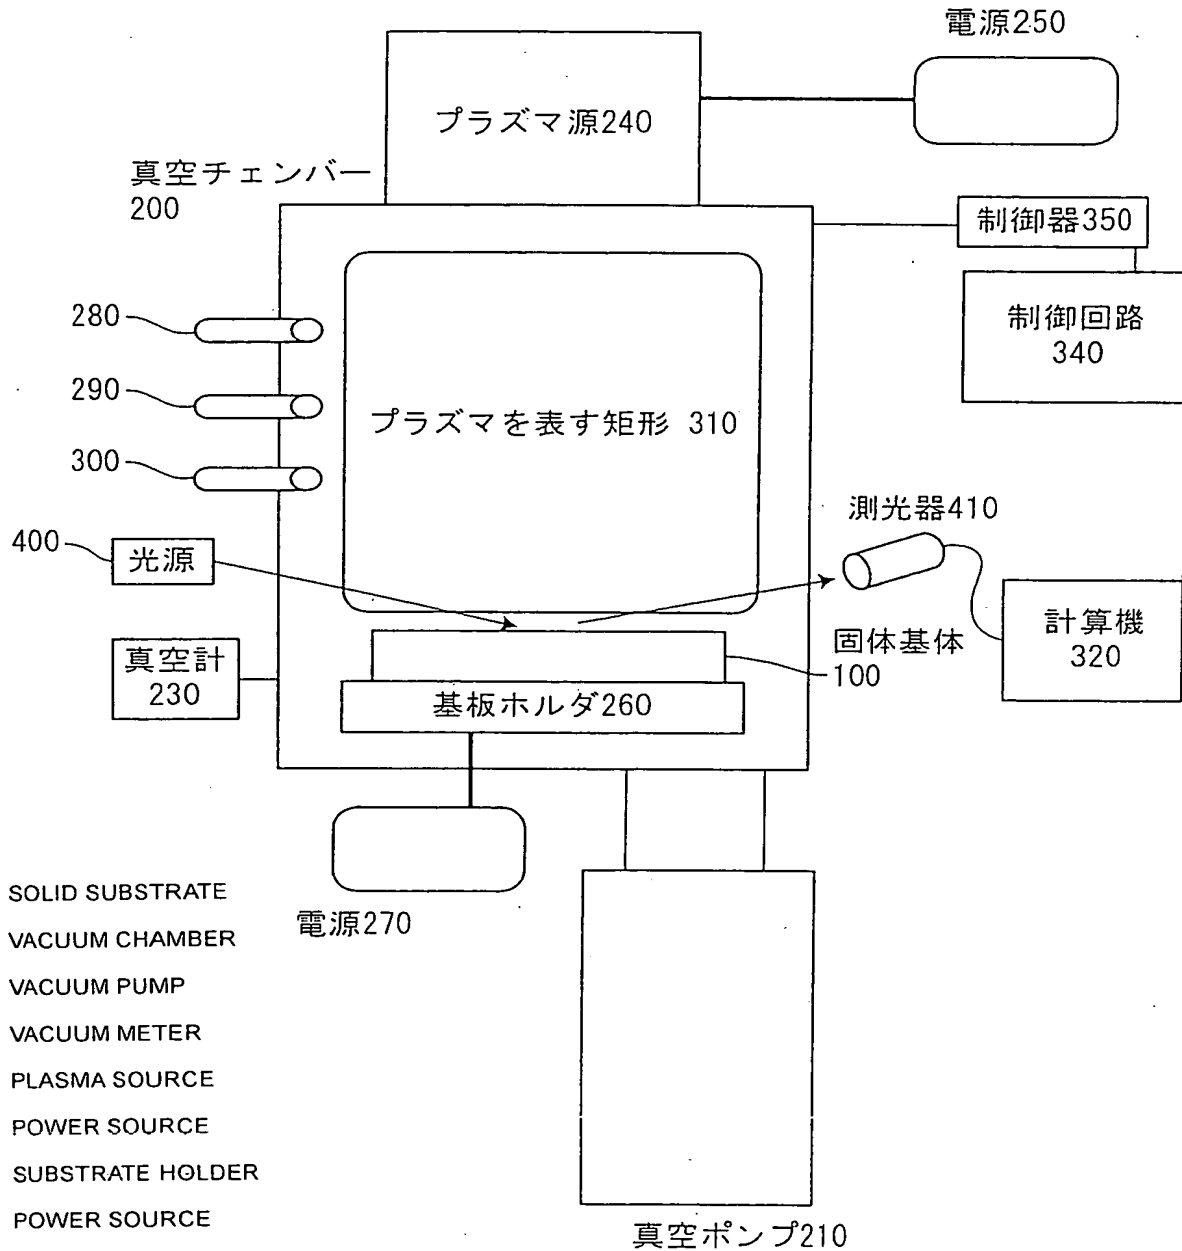 電源250
プラズマ源240
真空チェンバー
200
制御器350
280
制御回路
340
290
プラズマを表す矩形 310
300
測光器410
400
光源
計算機
320
固体基体
100
真空計
230
基板ホルダ260
電源270
SOLID SUBSTRATE
VACUUM CHAMBER
VACUUM PUMP
VACUUM METER
PLASMA SOURCE
POWER SOURCE
SUBSTRATE HOLDER
POWER SOURCE
真空ポンプ210